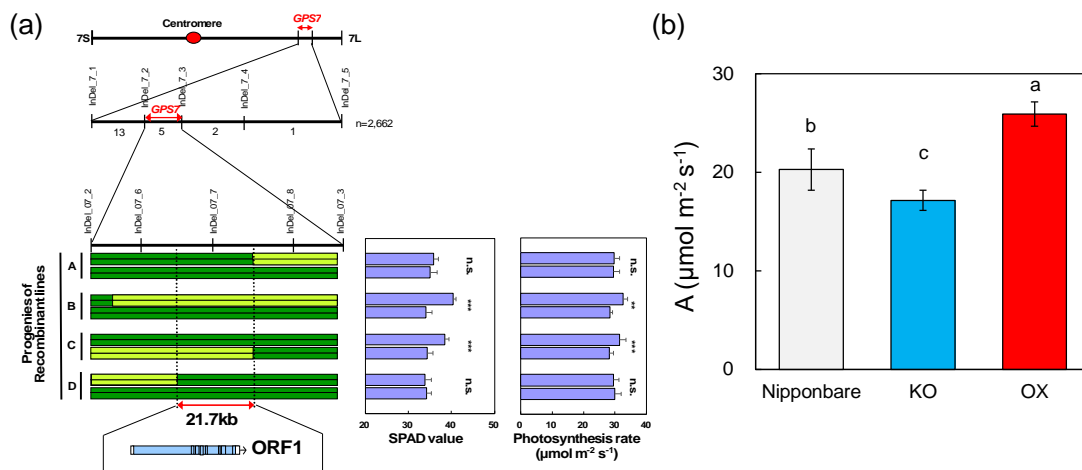 (a)
Centromere
GPS7
7S
7L
InDel_7_1
InDel_7_2
InDel_7_3
InDel_7_4
InDel_7_5
GPS7
13
5
2
1
n=2,662
InDel_07_2
InDel_07_6
InDel_07_7
InDel_07_8
InDel_07_3
Progenies of
Recombinantlines
A
B
C
D
n.s.
***
***
n.s.
n.s.
**
***
n.s.
20 30 40 50
SPAD value
0 10 20 30 40
Photosynthesis rate
(μmol m-2 s-1)
21.7kb
ORF1
(b)
A (μmol m-2 s-1)
30
20
10
0
b
c
a
Nipponbare
KO
OX